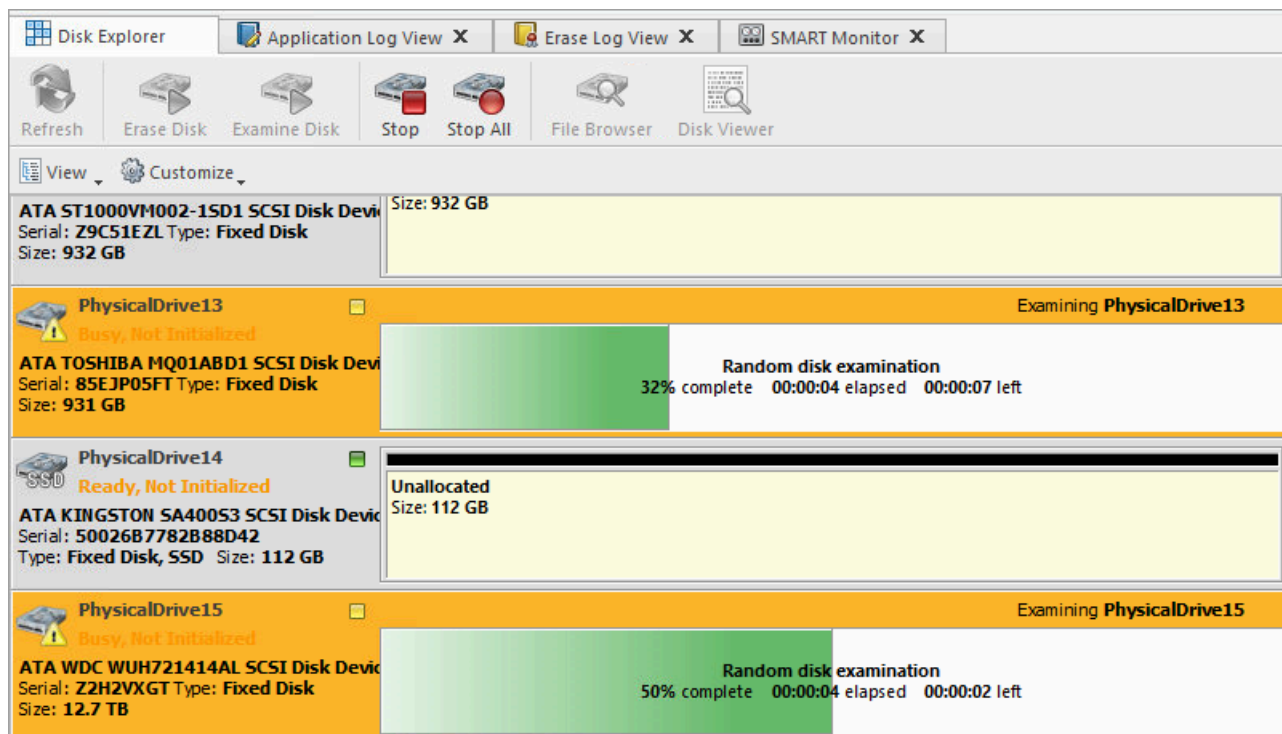 Disk Explorer Application Log View X Erase Log View X SMART Monitor X
Refresh Erase Disk Examine Disk Stop Stop All File Browser Disk Viewer
View Customize
ATA ST1000VM002-1SD1 SCSI Disk Devi
Serial: Z9C51EZL Type: Fixed Disk
Size: 932 GB
Size: 932 GB
PhysicalDrive13
Busy, Not Initialized
ATA TOSHIBA MQ01ABD1 SCSI Disk Devi
Serial: 85EJP05FT Type: Fixed Disk
Size: 931 GB
Examining PhysicalDrive13
Random disk examination
32% complete 00:00:04 elapsed 00:00:07 left
PhysicalDrive14
SSD
Ready, Not Initialized
ATA KINGSTON SA400S3 SCSI Disk Devic
Serial: 50026B7782B88D42
Type: Fixed Disk, SSD Size: 112 GB
Unallocated
Size: 112 GB
PhysicalDrive15
Busy, Not Initialized
ATA WDC WUH721414AL SCSI Disk Devic
Serial: Z2H2VXGT Type: Fixed Disk
Size: 12.7 TB
Examining PhysicalDrive15
Random disk examination
50% complete 00:00:04 elapsed 00:00:02 left